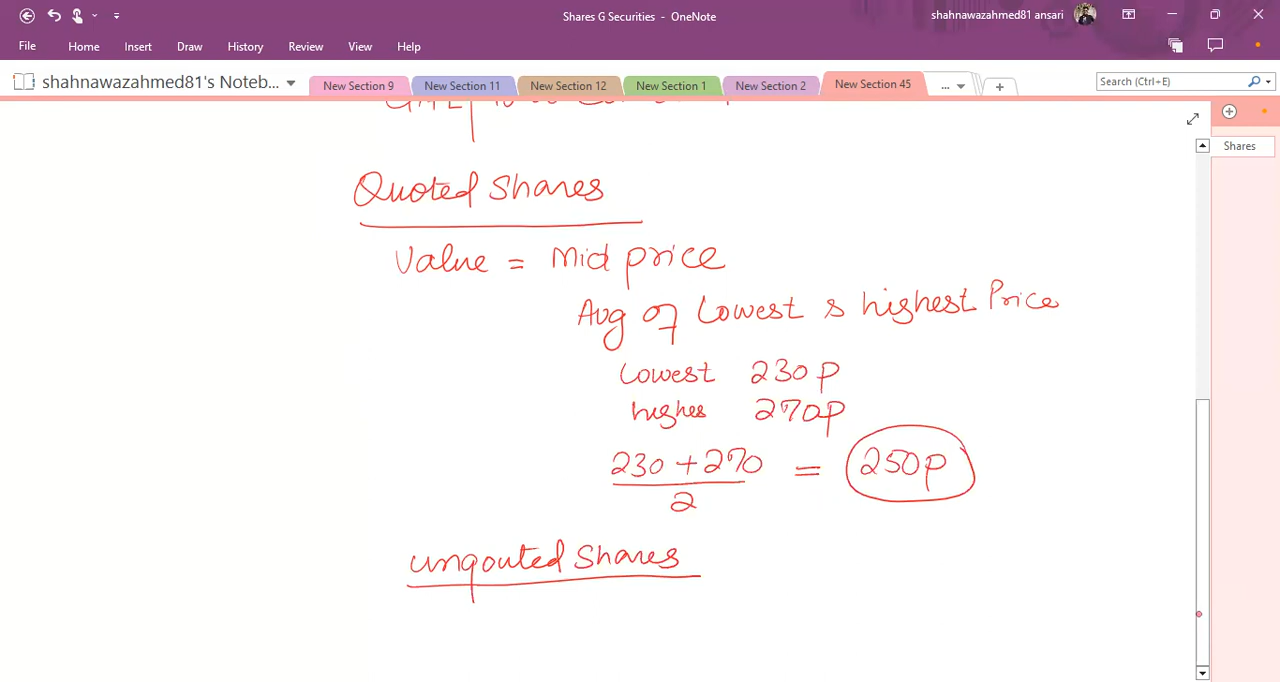 Shares G Securities - OneNote
shahnawazahmed81 ansari
File Home Insert Draw History Review View Help
shahnawazahmed81's Noteb...
New Section 9 New Section 11 New Section 12 New Section 1 New Section 2 New Section 45 ...
Search (Ctrl+E)
Shares
Quoted Shares
Value = Mid price
Avg of Lowest & highest Price
Lowest 230p
highes 270p
230 + 270
2
= 250p
unqouted Shares